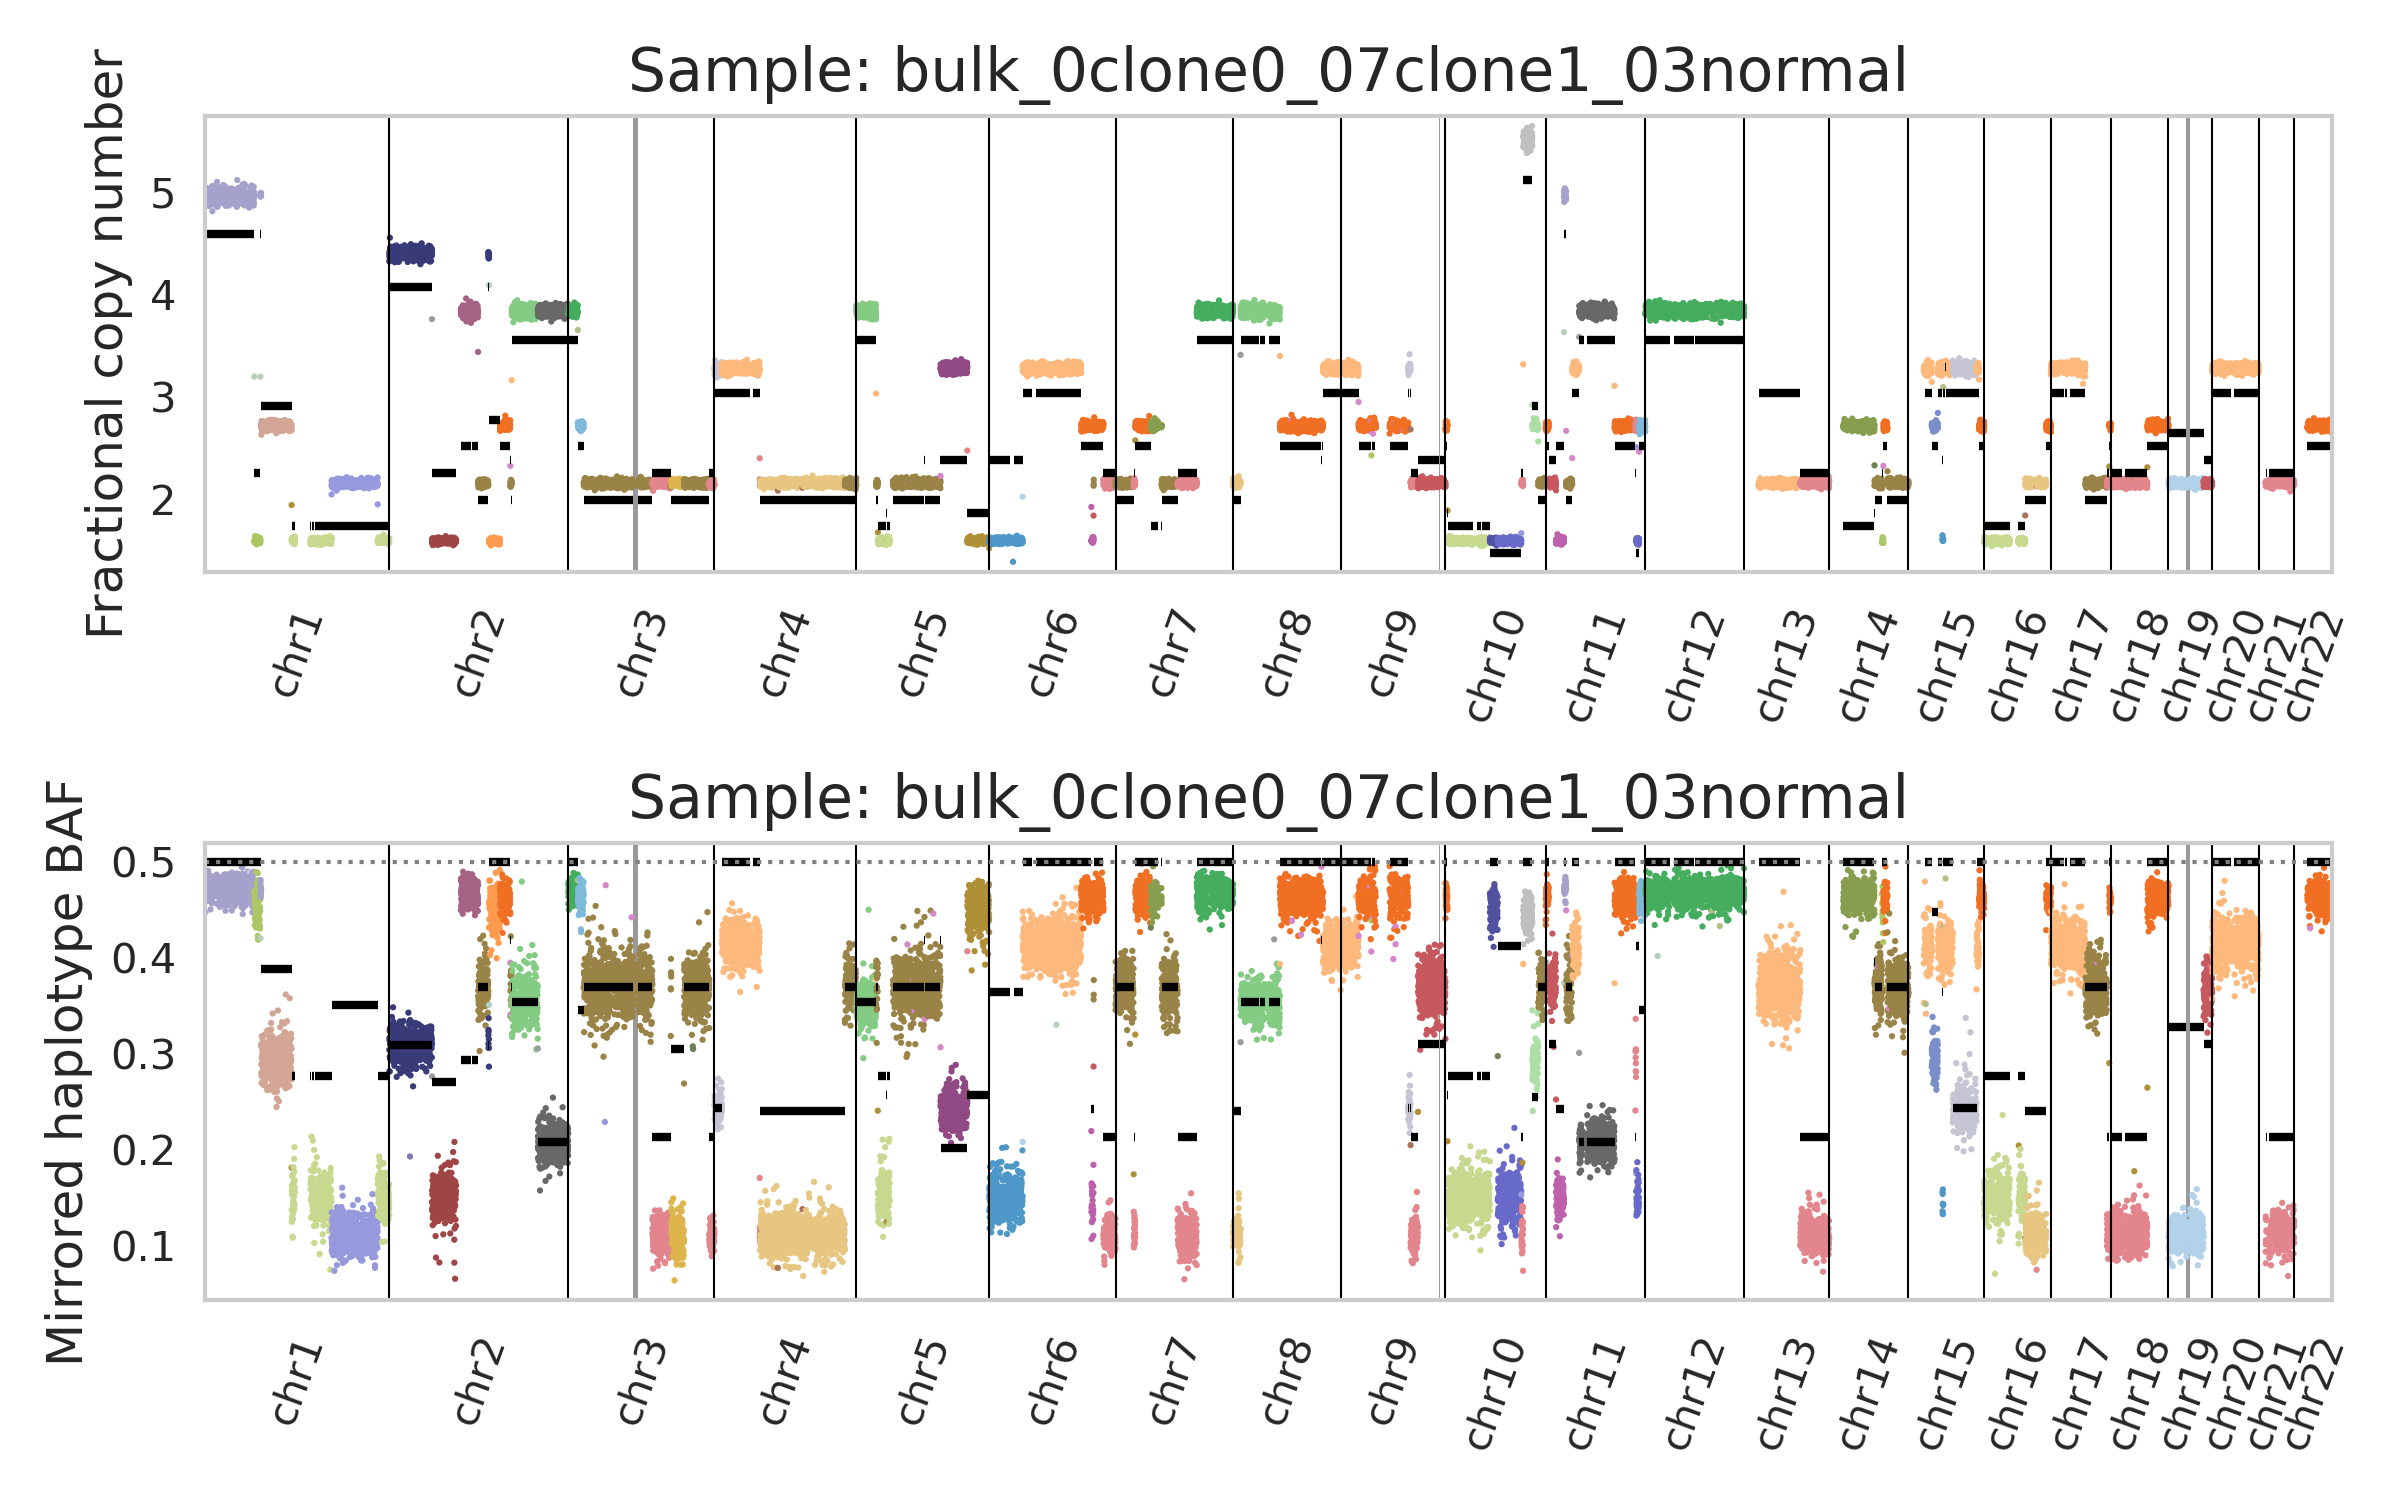 Sample: bulk_0clone0_07clone1_03normal
Fractional copy number
5
4
3
2
chr1 chr2 chr3 chr4 chr5 chr6 chr7 chr8 chr9 chr10 chr11 chr12 chr13 chr14 chr15 chr16 chr17 chr18 chr19 chr20 chr21 chr22
Sample: bulk_0clone0_07clone1_03normal
Mirrored haplotype BAF
0.5
0.4
0.3
0.2
0.1
chr1 chr2 chr3 chr4 chr5 chr6 chr7 chr8 chr9 chr10 chr11 chr12 chr13 chr14 chr15 chr16 chr17 chr18 chr19 chr20 chr21 chr22